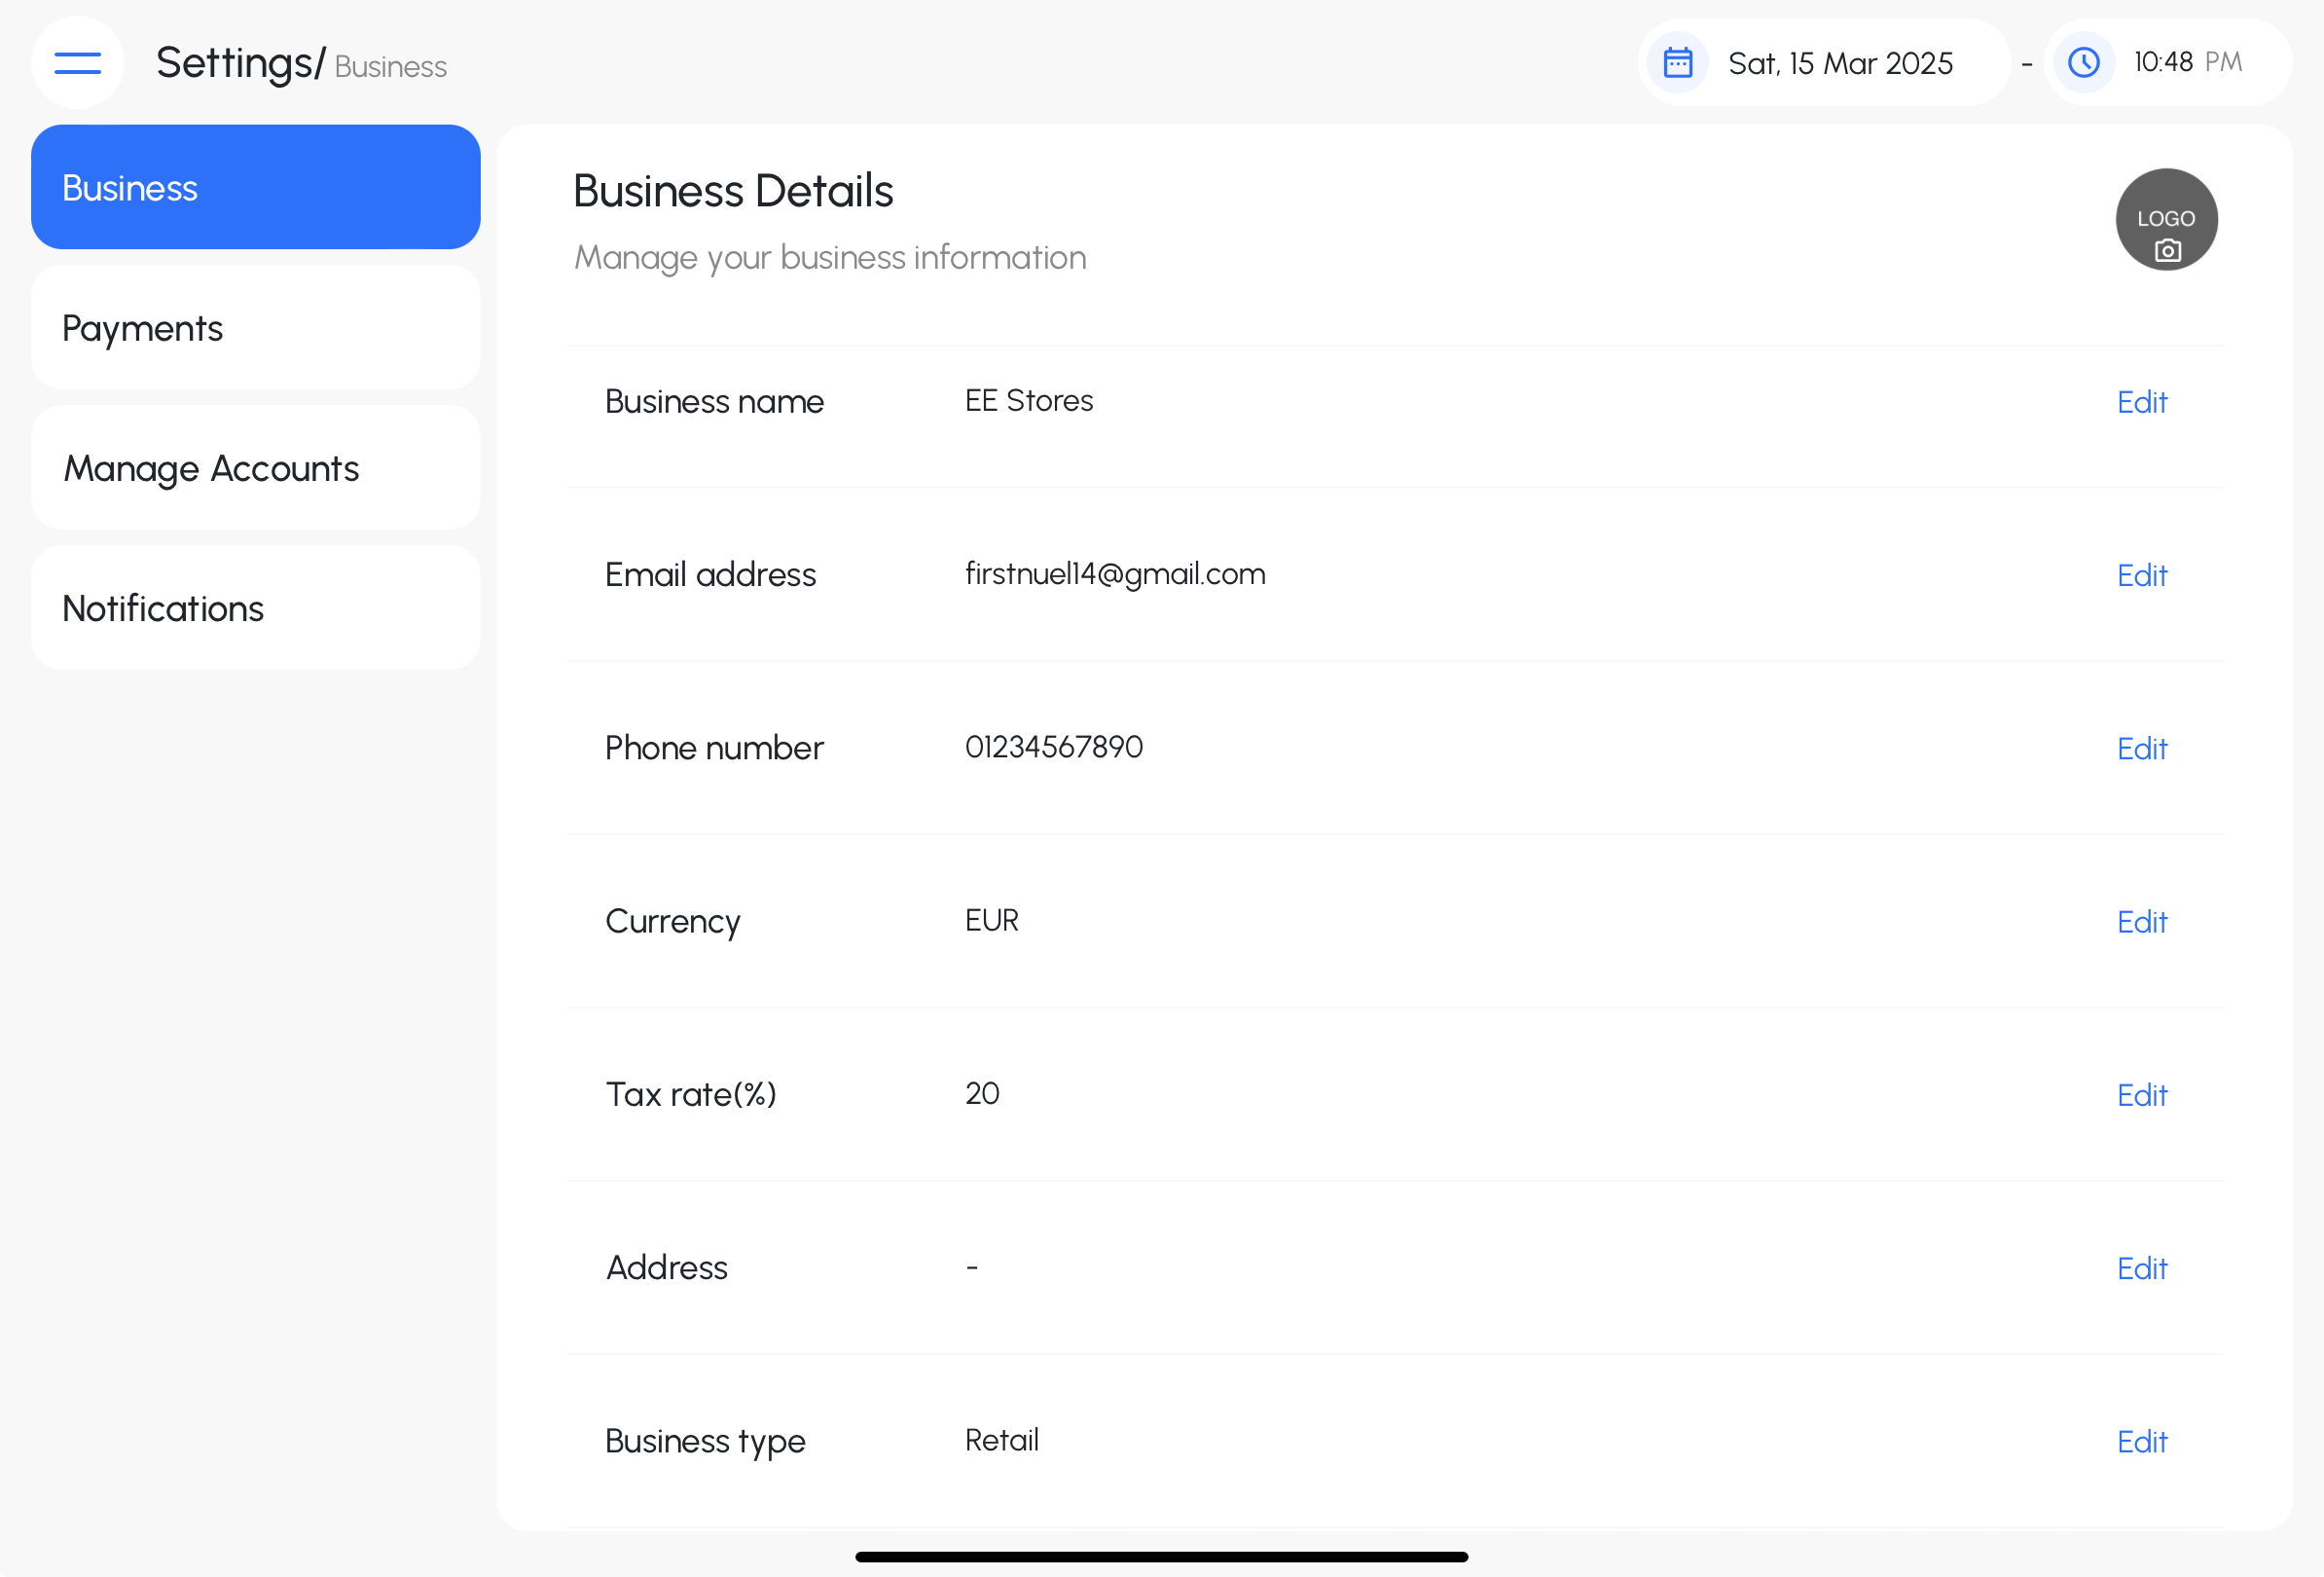 Settings/ Business
Sat, 15 Mar 2025 - 10:48 PM
Business
Payments
Manage Accounts
Notifications
Business Details
Manage your business information
LOGO
Business name EE Stores Edit
Email address firstnuel14@gmail.com Edit
Phone number 01234567890 Edit
Currency EUR Edit
Tax rate(%) 20 Edit
Address - Edit
Business type Retail Edit